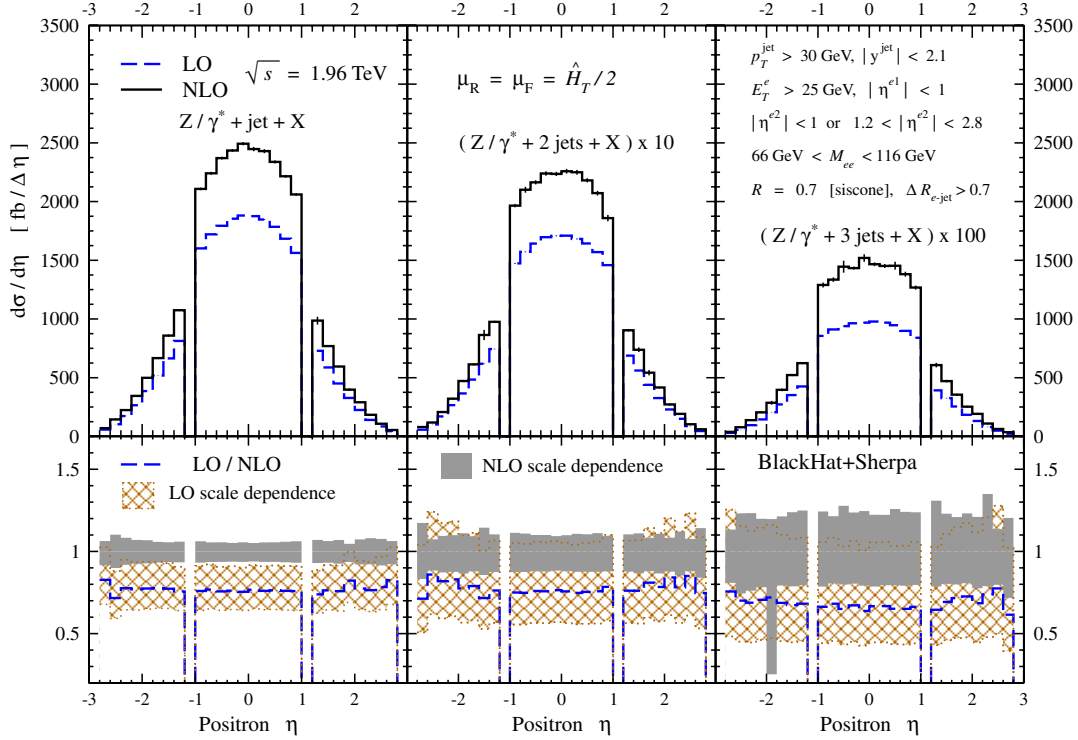 -3 -2 -1 0 1 2 -2 -1 0 1 2 -2 -1 0 1 2 3
3500
3000
2500
2000
1500
1000
500
0
dσ / dη [ fb / Δ η ]
LO
NLO
√s = 1.96 TeV
Z / γ* + jet + X
μ_R = μ_F = Ĥ_T / 2
( Z / γ* + 2 jets + X ) x 10
p_T^jet > 30 GeV, | y^jet | < 2.1
E_T^e > 25 GeV, | η^e1 | < 1
| η^e2 | < 1 or 1.2 < | η^e2 | < 2.8
66 GeV < M_ee < 116 GeV
R = 0.7 [siscone], Δ R_e-jet > 0.7
( Z / γ* + 3 jets + X ) x 100
3500
3000
2500
2000
1500
1000
500
0
1.5
1
0.5
LO / NLO
LO scale dependence
NLO scale dependence
BlackHat+Sherpa
1.5
1
0.5
-3 -2 -1 0 1 2 -2 -1 0 1 2 -2 -1 0 1 2 3
Positron η Positron η Positron η